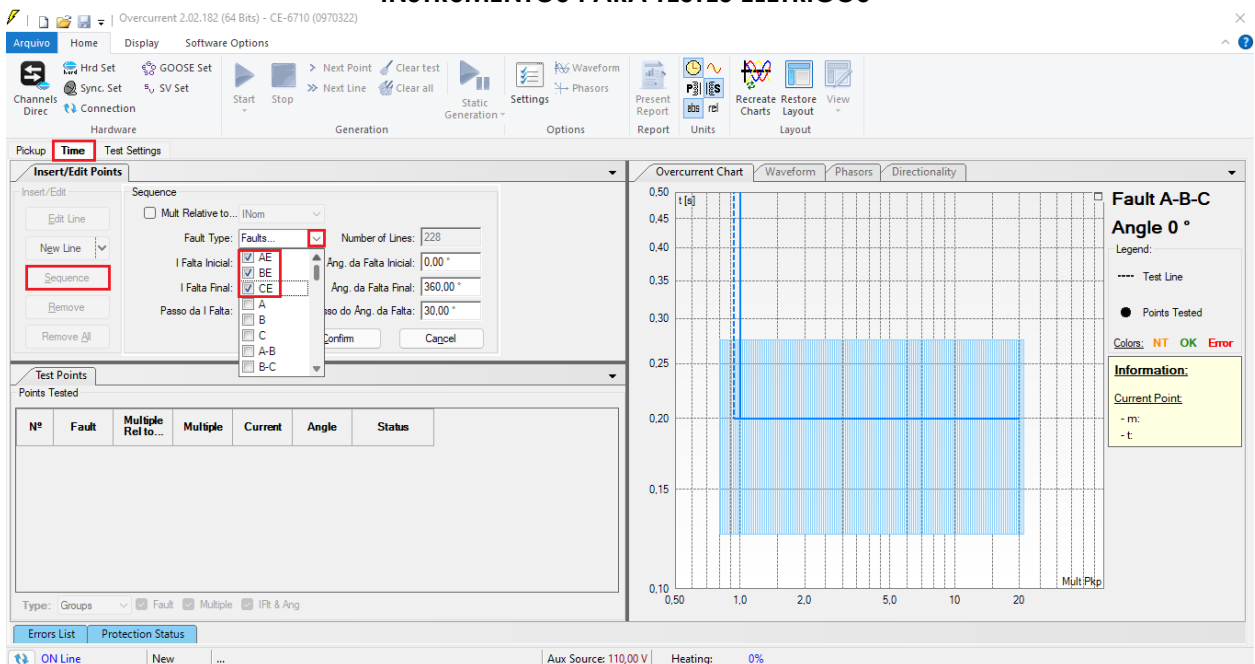 INSTRUMENTOS PARA TESTES ELÉTRICOS
Overcurrent 2.02.182 (64 Bits) - CE-6710 (0970322)
Arquivo Home Display Software Options
Hrd Set GOOSE Set Next Point Clear test Waveform
Sync. Set SV Set Next Line Clear all Phasors
Channels Direc Connection Start Stop Static Generation Settings Present Report abs rel Recreate Charts Restore Layout View
Hardware Generation Options Report Units Layout
Pickup Time Test Settings
Insert/Edit Points
Insert/Edit
Edit Line
New Line
Sequence
Remove
Remove All
Sequence
Mult Relative to... INom
Fault Type: Faults... Number of Lines: 228
I Falta Inicial: Âng. da Falta Inicial: 0,00 °
I Falta Final: Âng. da Falta Final: 360,00 °
Passo da I Falta: sso do Âng. da Falta: 30,00 °
AE
BE
CE
A
B
C
A-B
B-C
Confirm Cancel
Test Points
Points Tested
Nº Fault Multiple Rel to... Multiple Current Angle Status
Type: Groups Fault Multiple IFlt & Ang
Overcurrent Chart Waveform Phasors Directionality
t [s]
0,50
0,45
0,40
0,35
0,30
0,25
0,20
0,15
0,10
0,50 1,0 2,0 5,0 10 20
Mult Pkp
Fault A-B-C
Angle 0 °
Legend:
Test Line
Points Tested
Colors: NT OK Error
Information:
Current Point:
- m:
- t:
Errors List Protection Status
ON Line New ... Aux Source: 110,00 V Heating: 0%